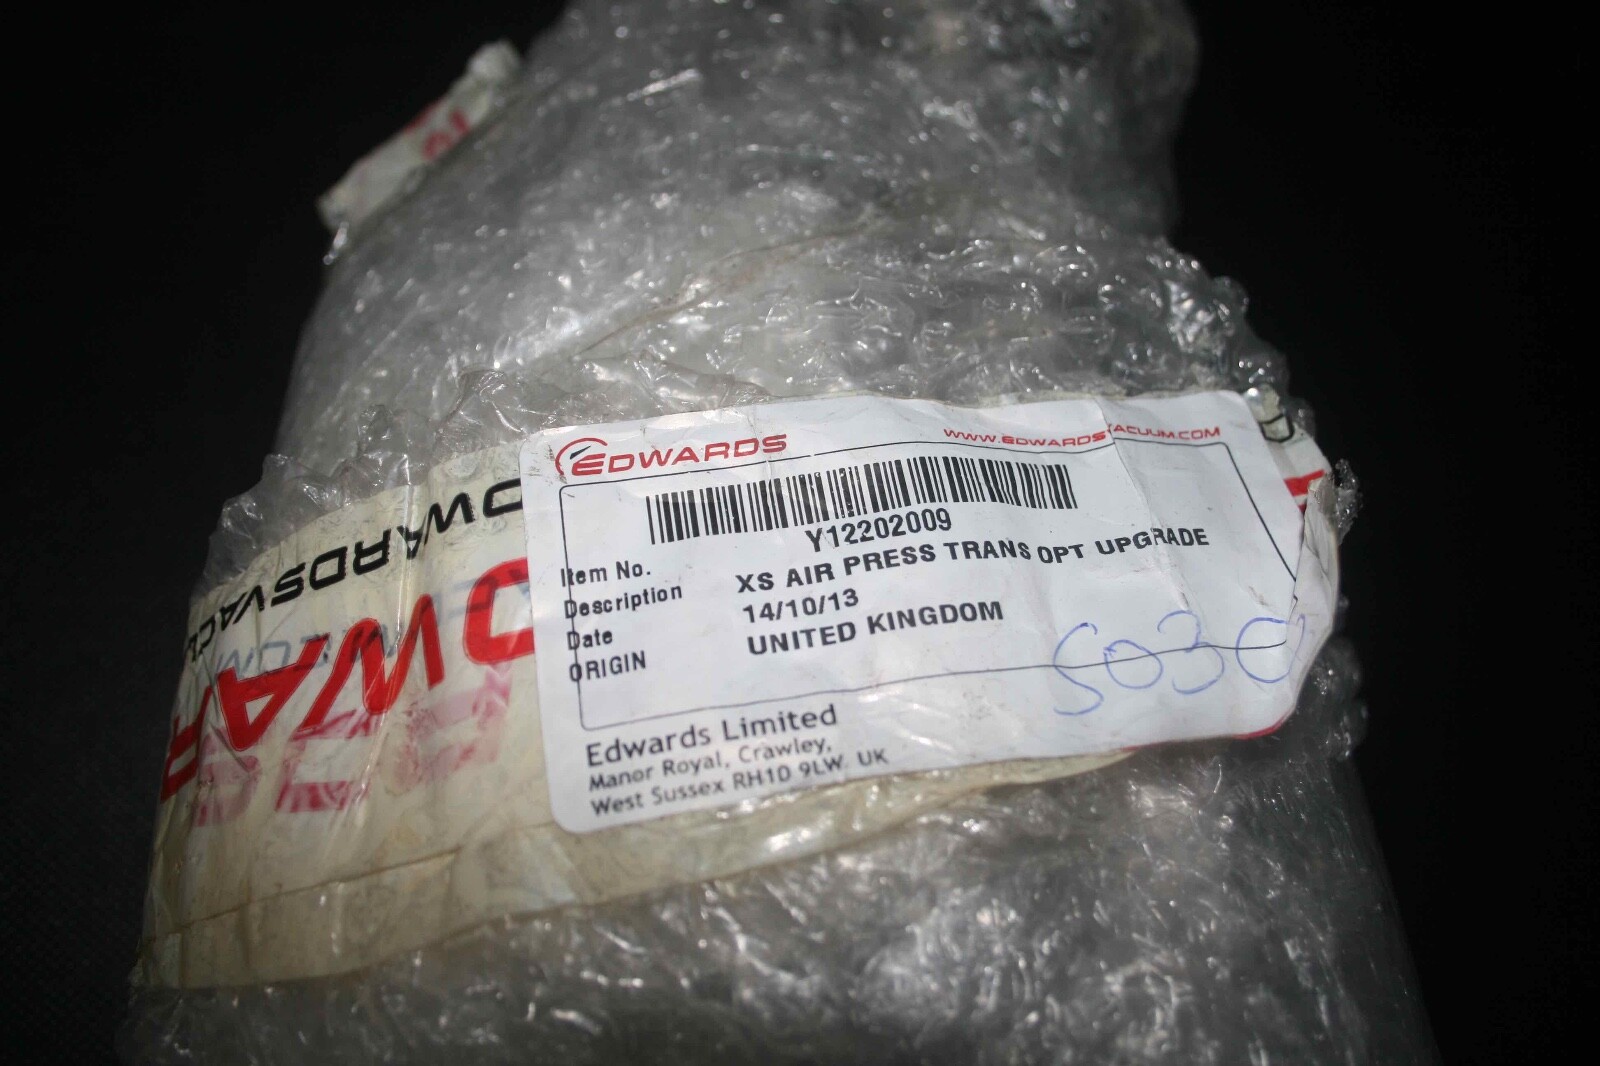 EDWARDS
WWW.EDWARDSVACUUM.COM
Y12202009
Item No.
Description XS AIR PRESS TRANS OPT UPGRADE
Date 14/10/13
ORIGIN UNITED KINGDOM
Edwards Limited
Manor Royal, Crawley,
West Sussex RH10 9LW. UK